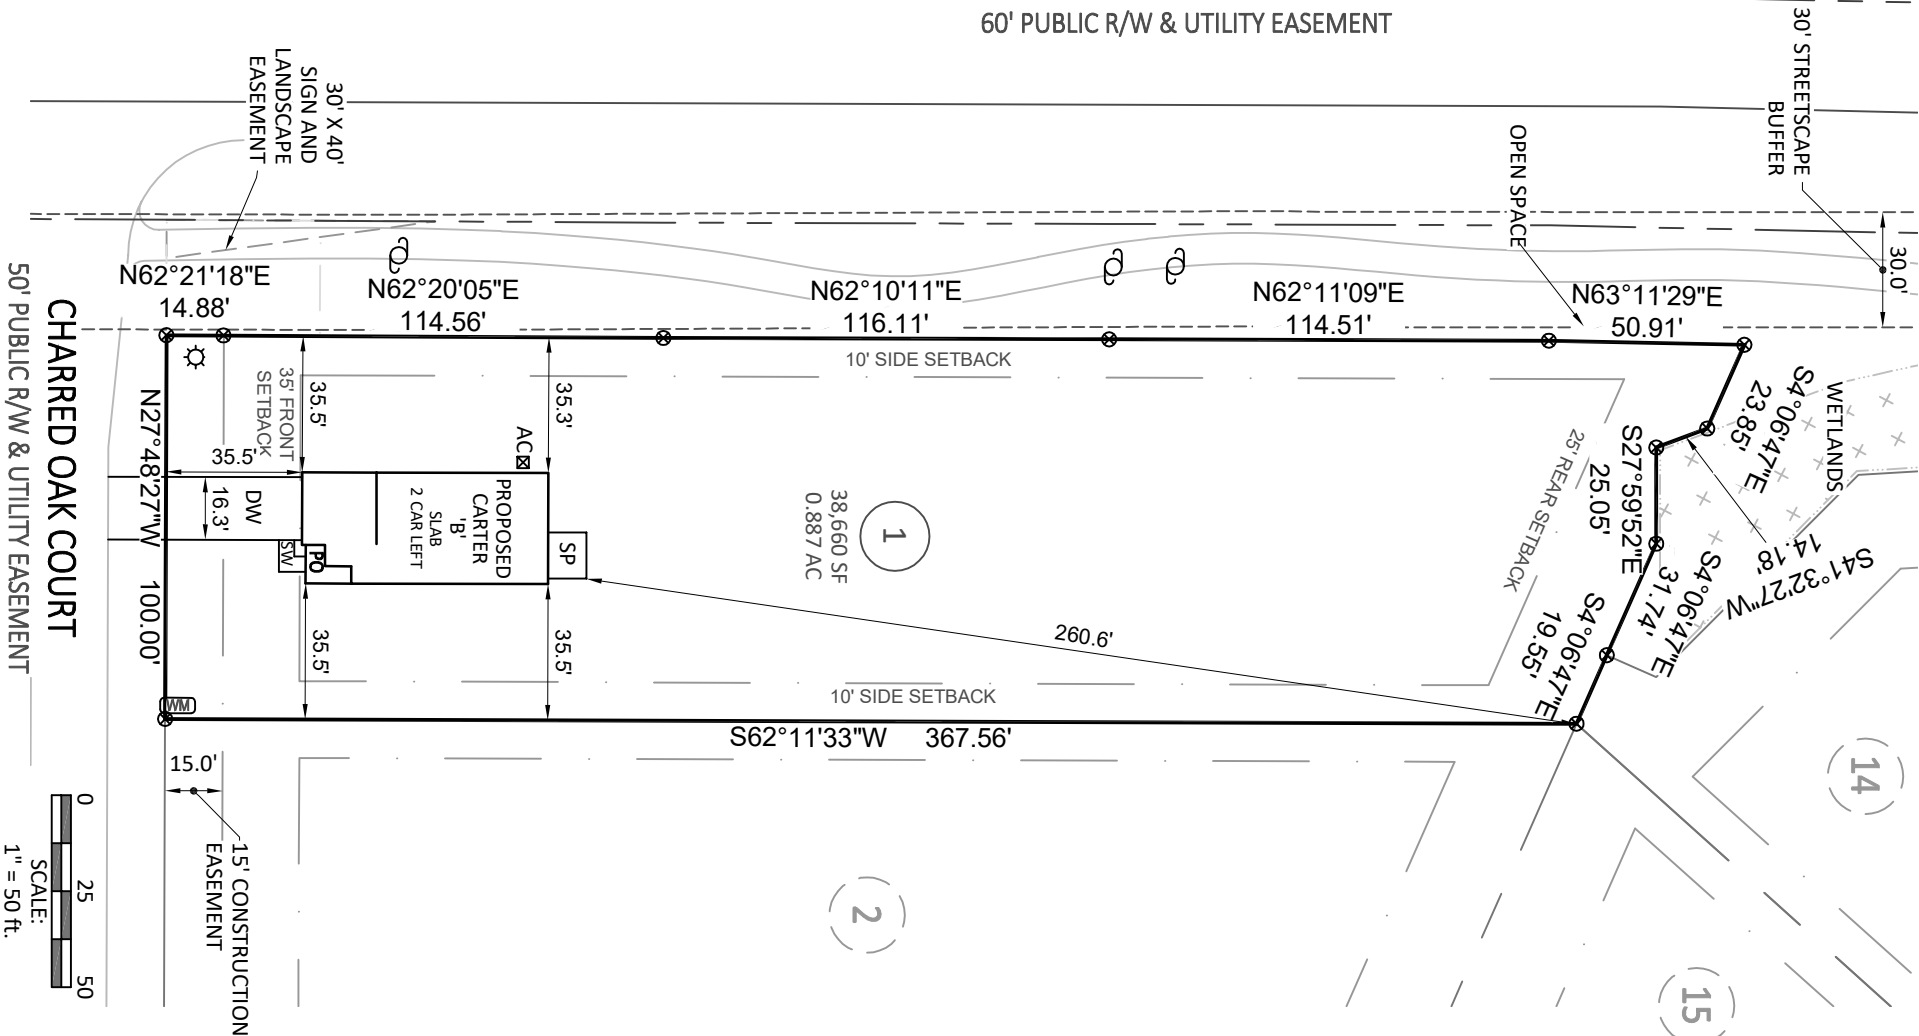 60' PUBLIC R/W & UTILITY EASEMENT
30' STREETSCAPE
BUFFER
30.0'
OPEN SPACE
30' X 40'
SIGN AND
LANDSCAPE
EASEMENT
N62°21'18"E
14.88'
N62°20'05"E
114.56'
N62°10'11"E
116.11'
N62°11'09"E
114.51'
N63°11'29"E
50.91'
10' SIDE SETBACK
35' FRONT
SETBACK
35.5'
35.3'
35.5'
AC
DW
16.3'
SW
PO
PROPOSED
CARTER
'B'
SLAB
2 CAR LEFT
SP
35.5'
35.5'
1
38,660 SF
0.887 AC
260.6'
25' REAR SETBACK
WETLANDS
S4°06'47"E
23.85'
S41°32'27"W
14.18'
S27°59'52"E
25.05'
S4°06'47"E
31.74'
S4°06'47"E
19.55'
10' SIDE SETBACK
S62°11'33"W 367.56'
N27°48'27"W 100.00'
WM
CHARRED OAK COURT
50' PUBLIC R/W & UTILITY EASEMENT
15.0'
15' CONSTRUCTION
EASEMENT
2
14
15
0 25 50
SCALE:
1" = 50 ft.